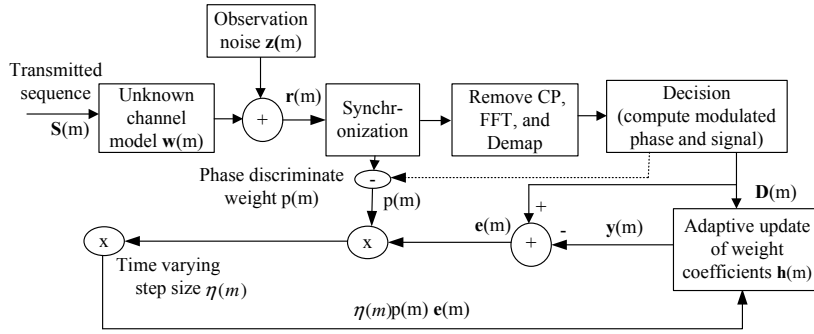 Observation
noise z(m)
Transmitted
sequence
S(m)
Unknown
channel
model w(m)
+
r(m)
Synchr-
onization
Remove CP,
FFT, and
Demap
Decision
(compute modulated
phase and signal)
Phase discriminate
weight p(m)
-
p(m)
D(m)
x
Time varying
step size η(m)
x
e(m)
+
+
-
y(m)
Adaptive update
of weight
coefficients h(m)
η(m)p(m) e(m)